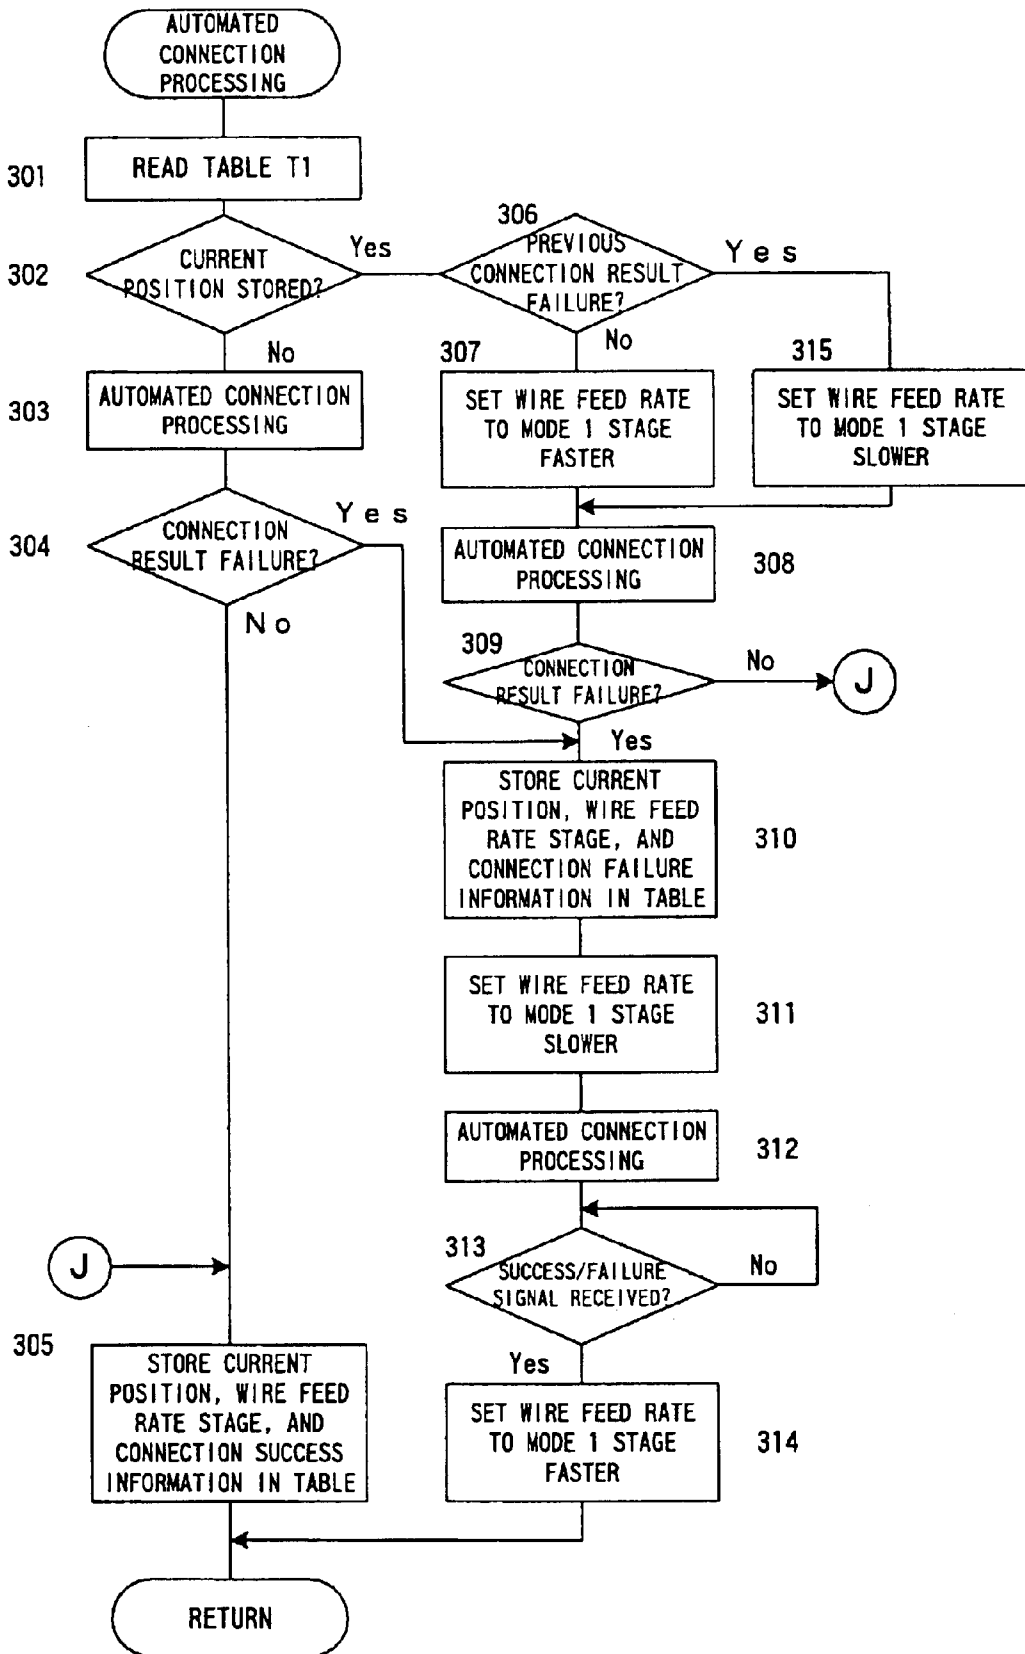 AUTOMATED
CONNECTION
PROCESSING
301
READ TABLE T1
302
CURRENT
POSITION STORED?
Yes
No
306
PREVIOUS
CONNECTION RESULT
FAILURE?
Yes
No
303
AUTOMATED CONNECTION
PROCESSING
307
SET WIRE FEED RATE
TO MODE 1 STAGE
FASTER
315
SET WIRE FEED RATE
TO MODE 1 STAGE
SLOWER
304
CONNECTION
RESULT FAILURE?
Yes
No
AUTOMATED CONNECTION
PROCESSING
308
309
CONNECTION
RESULT FAILURE?
No
J
Yes
STORE CURRENT
POSITION, WIRE FEED
RATE STAGE, AND
CONNECTION FAILURE
INFORMATION IN TABLE
310
SET WIRE FEED RATE
TO MODE 1 STAGE
SLOWER
311
AUTOMATED CONNECTION
PROCESSING
312
313
SUCCESS/FAILURE
SIGNAL RECEIVED?
No
Yes
J
305
STORE CURRENT
POSITION, WIRE FEED
RATE STAGE, AND
CONNECTION SUCCESS
INFORMATION IN TABLE
SET WIRE FEED RATE
TO MODE 1 STAGE
FASTER
314
RETURN